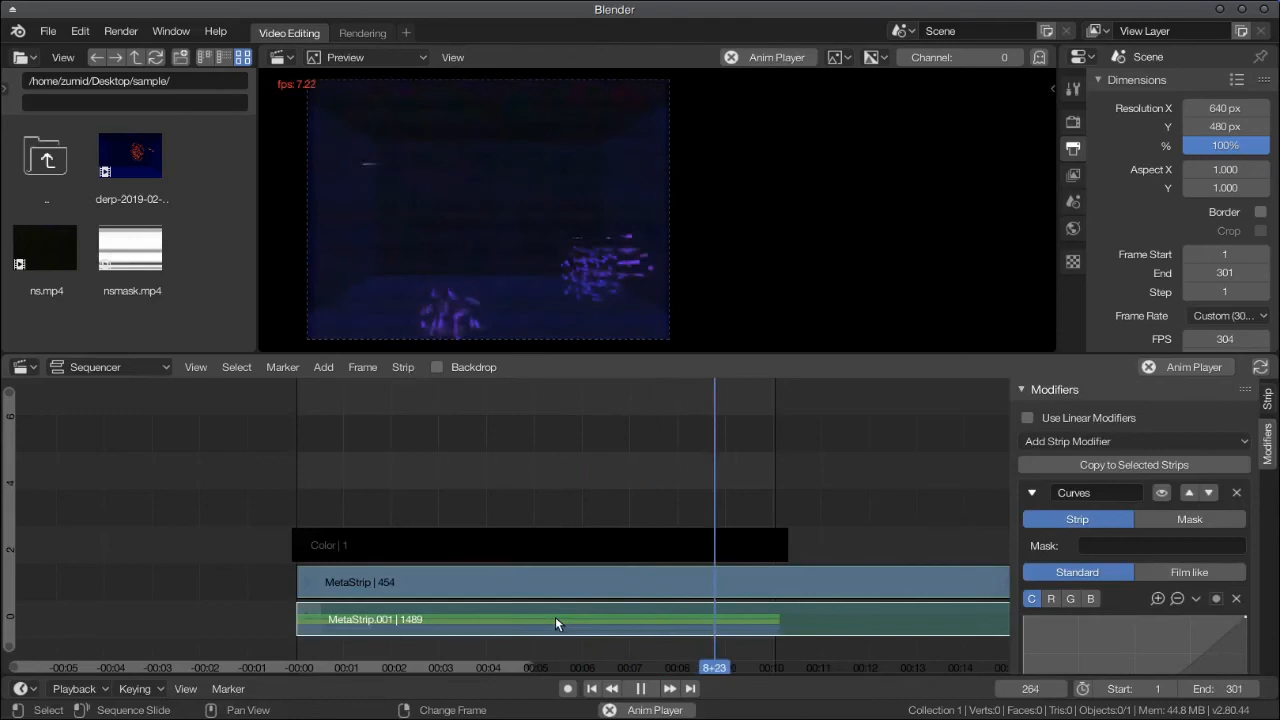 Blender
File Edit Render Window Help Video Editing Rendering + Scene View Layer
View Preview View Anim Player Channel: 0 Scene
/home/zumid/Desktop/sample/
..
derp-2019-02-...
ns.mp4
nsmask.mp4
fps: 7.22
Dimensions
Resolution X 640 px
Y 480 px
% 100%
Aspect X 1.000
Y 1.000
Border
Crop
Frame Start 1
End 301
Step 1
Frame Rate Custom (30...
FPS 304
Sequencer View Select Marker Add Frame Strip Backdrop Anim Player
6
4
2
0
Color | 1
MetaStrip | 454
MetaStrip.001 | 1489
-00:05 -00:04 -00:03 -00:02 -00:01 -00:00 00:01 00:02 00:03 00:04 00:05 00:06 00:07 00:08 8+23 00:10 00:11 00:12 00:13 00:14
Modifiers
Use Linear Modifiers
Add Strip Modifier
Copy to Selected Strips
Curves
Strip Mask
Mask:
Standard Film like
C R G B
Strip
Modifiers
Playback Keying View Marker 264 Start: 1 End: 301
Select Sequence Slide Pan View Change Frame Anim Player Collection 1 | Verts:0 | Faces:0 | Tris:0 | Objects:0/1 | Mem: 44.8 MB | v2.80.44